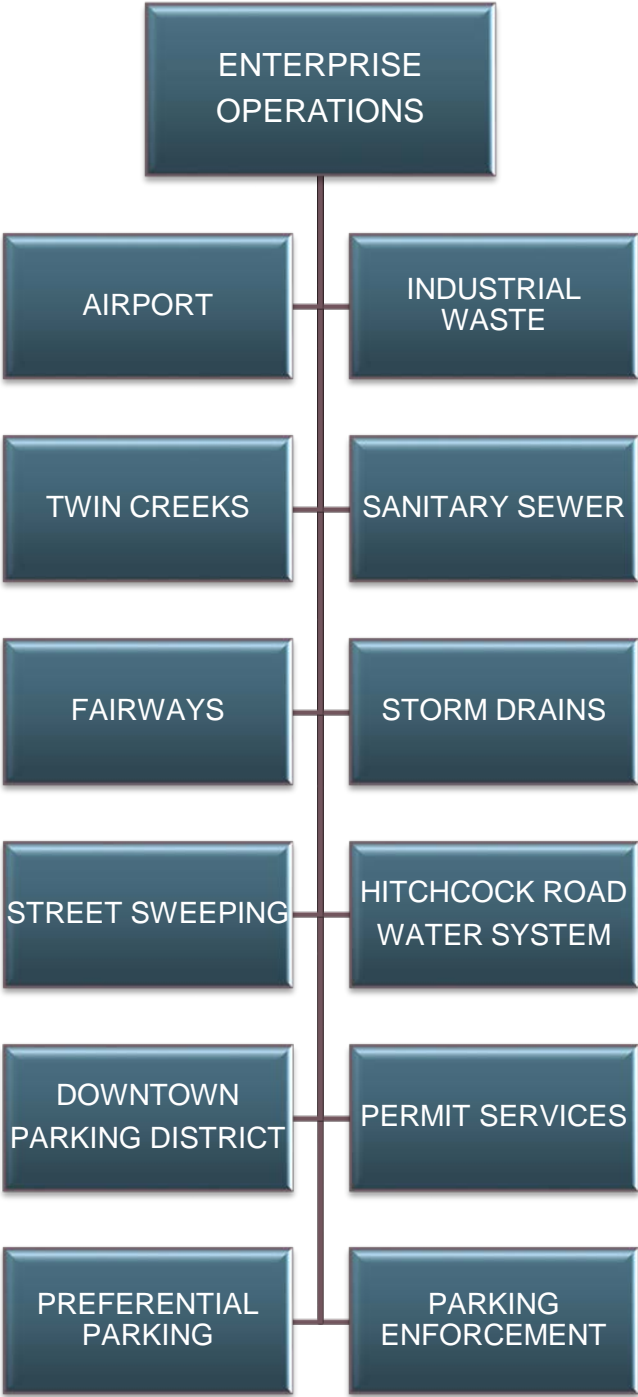 ENTERPRISE
OPERATIONS
AIRPORT
INDUSTRIAL
WASTE
TWIN CREEKS
SANITARY SEWER
FAIRWAYS
STORM DRAINS
STREET SWEEPING
HITCHCOCK ROAD
WATER SYSTEM
DOWNTOWN
PARKING DISTRICT
PERMIT SERVICES
PREFERENTIAL
PARKING
PARKING
ENFORCEMENT